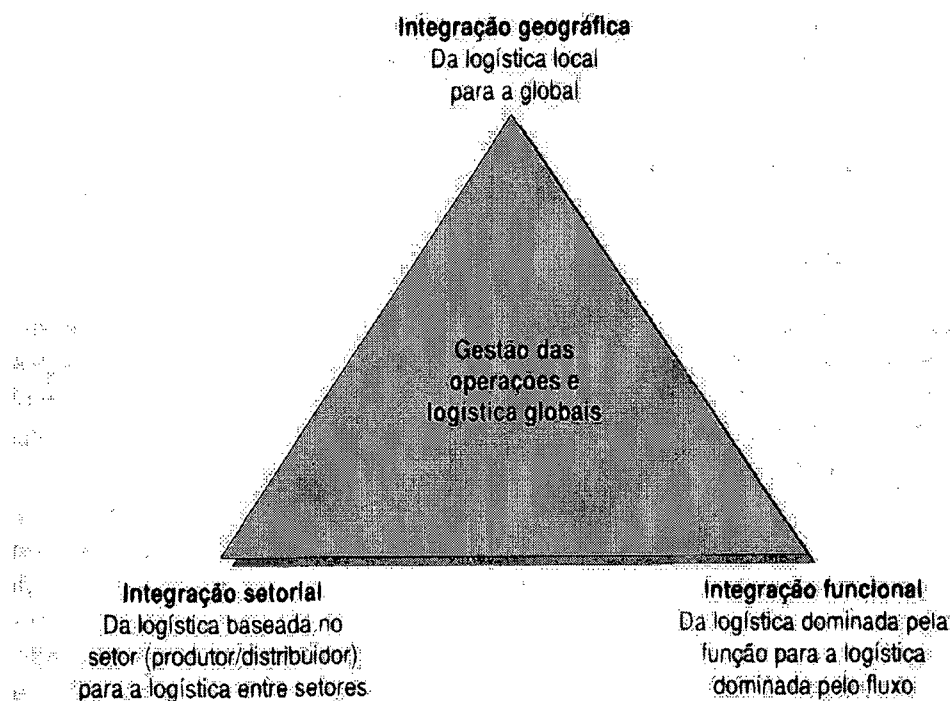 Integração geográfica
Da logística local
para a global
Gestão das
operações e
logística globais
Integração setorial
Da logística baseada no
setor (produtor/distribuidor)
para a logística entre setores
Integração funcional
Da logística dominada pela
função para a logística
dominada pelo fluxo